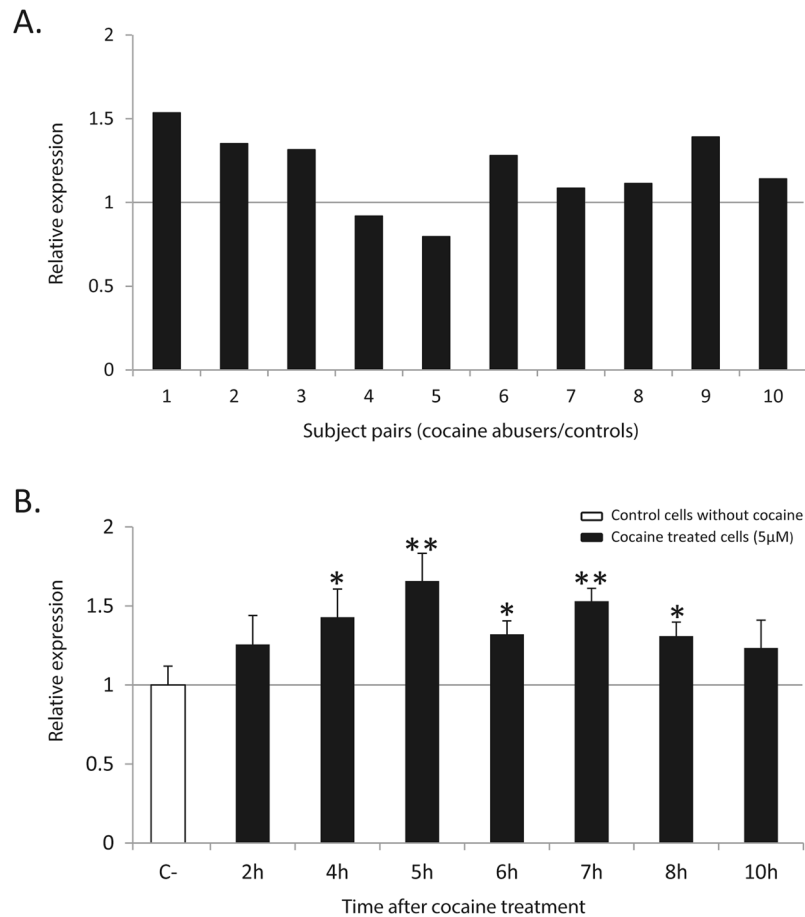 A.
2
1.5
1
0.5
0
Relative expression
1 2 3 4 5 6 7 8 9 10
Subject pairs (cocaine abusers/controls)
B.
Control cells without cocaine
Cocaine treated cells (5μM)
2
1.5
1
0.5
0
Relative expression
* ** * ** *
C- 2h 4h 5h 6h 7h 8h 10h
Time after cocaine treatment